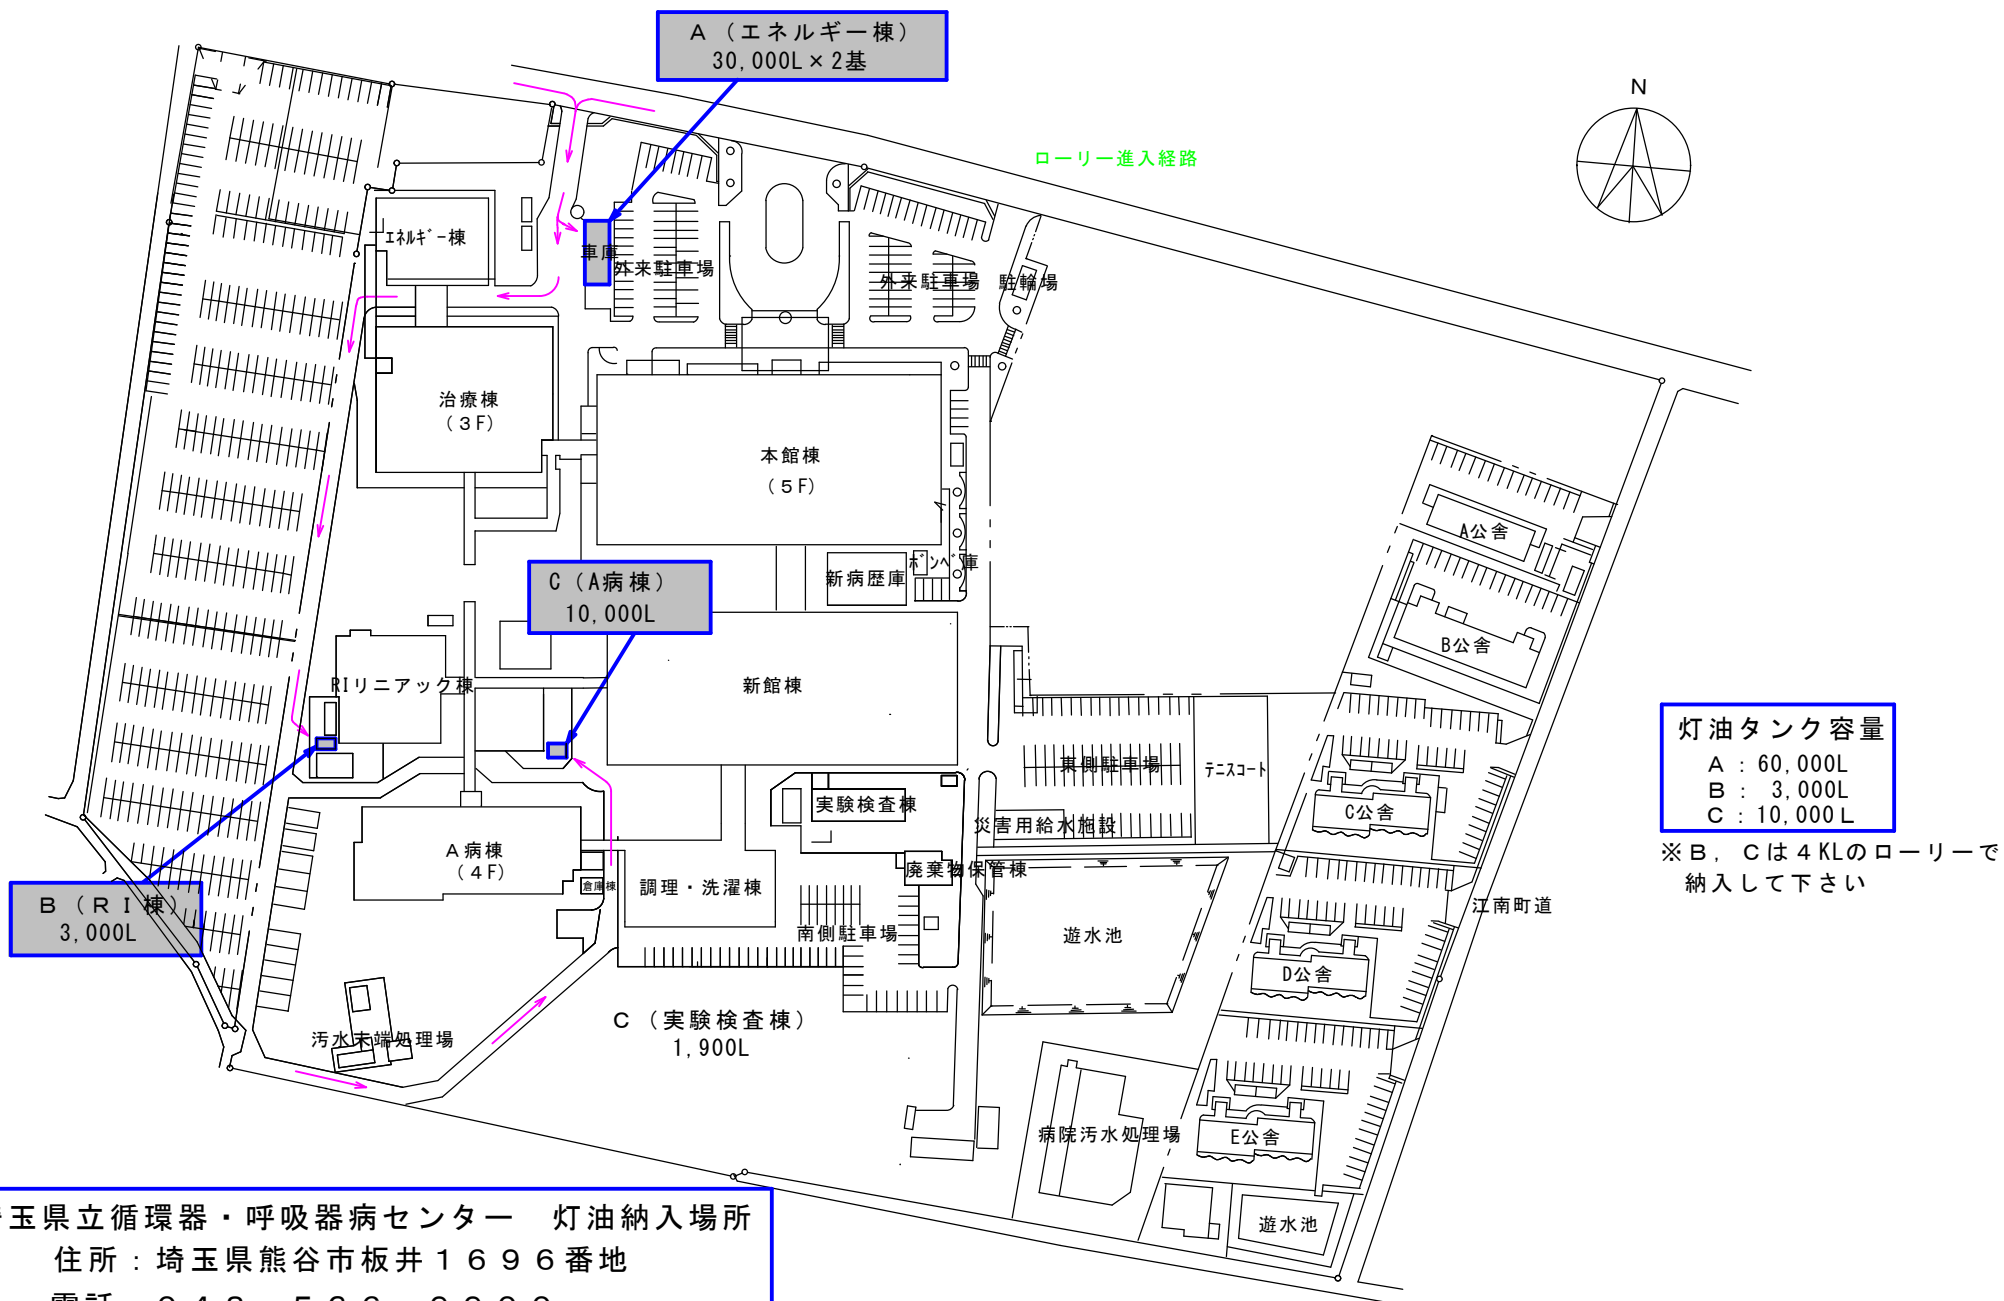 A（エネルギー棟）
30,000L×2基
N
ローリー進入経路
エネルギー棟
車庫
外来駐車場
外来駐車場
駐輪場
治療棟
(3F)
本館棟
(5F)
A公舎
C（A病棟）
10,000L
新病歴庫
ボンベ庫
B公舎
RIリニアック棟
新館棟
灯油タンク容量
A：60,000L
B： 3,000L
C：10,000L
※B，Cは4KLのローリーで
納入して下さい
東側駐車場
テニスコート
実験検査棟
災害用給水施設
C公舎
A病棟
(4F)
倉庫棟
調理・洗濯棟
廃棄物保管棟
B（RI棟）
3,000L
南側駐車場
遊水池
江南町道
D公舎
C（実験検査棟）
1,900L
汚水末端処理場
病院汚水処理場
E公舎
遊水池
玉県立循環器・呼吸器病センター　灯油納入場所
住所：埼玉県熊谷市板井1696番地